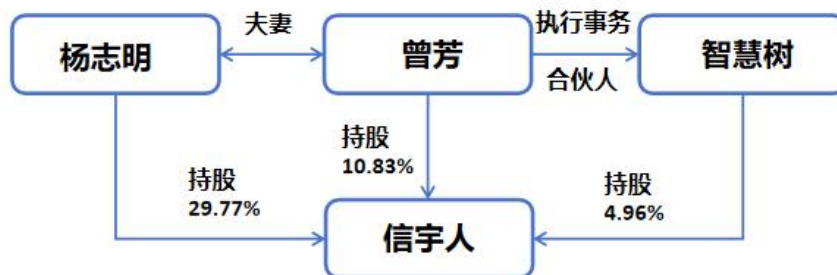 夫妻
执行事务
杨志明
曾芳
智慧树
合伙人
持股
10.83%
持股
29.77%
持股
4.96%
信宇人